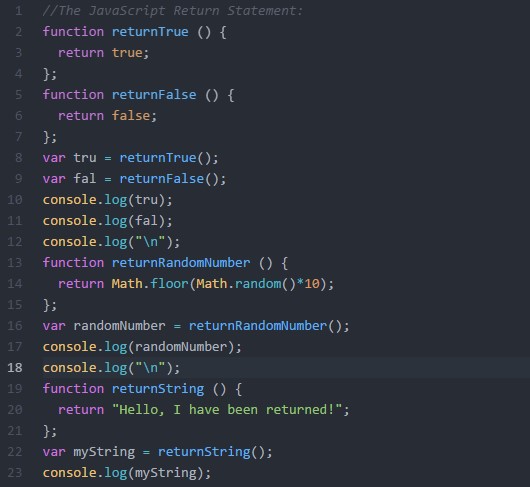 1 //The JavaScript Return Statement:
2 function returnTrue () {
3   return true;
4 };
5 function returnFalse () {
6   return false;
7 };
8 var tru = returnTrue();
9 var fal = returnFalse();
10 console.log(tru);
11 console.log(fal);
12 console.log("\n");
13 function returnRandomNumber () {
14   return Math.floor(Math.random()*10);
15 };
16 var randomNumber = returnRandomNumber();
17 console.log(randomNumber);
18 console.log("\n");
19 function returnString () {
20   return "Hello, I have been returned!";
21 };
22 var myString = returnString();
23 console.log(myString);